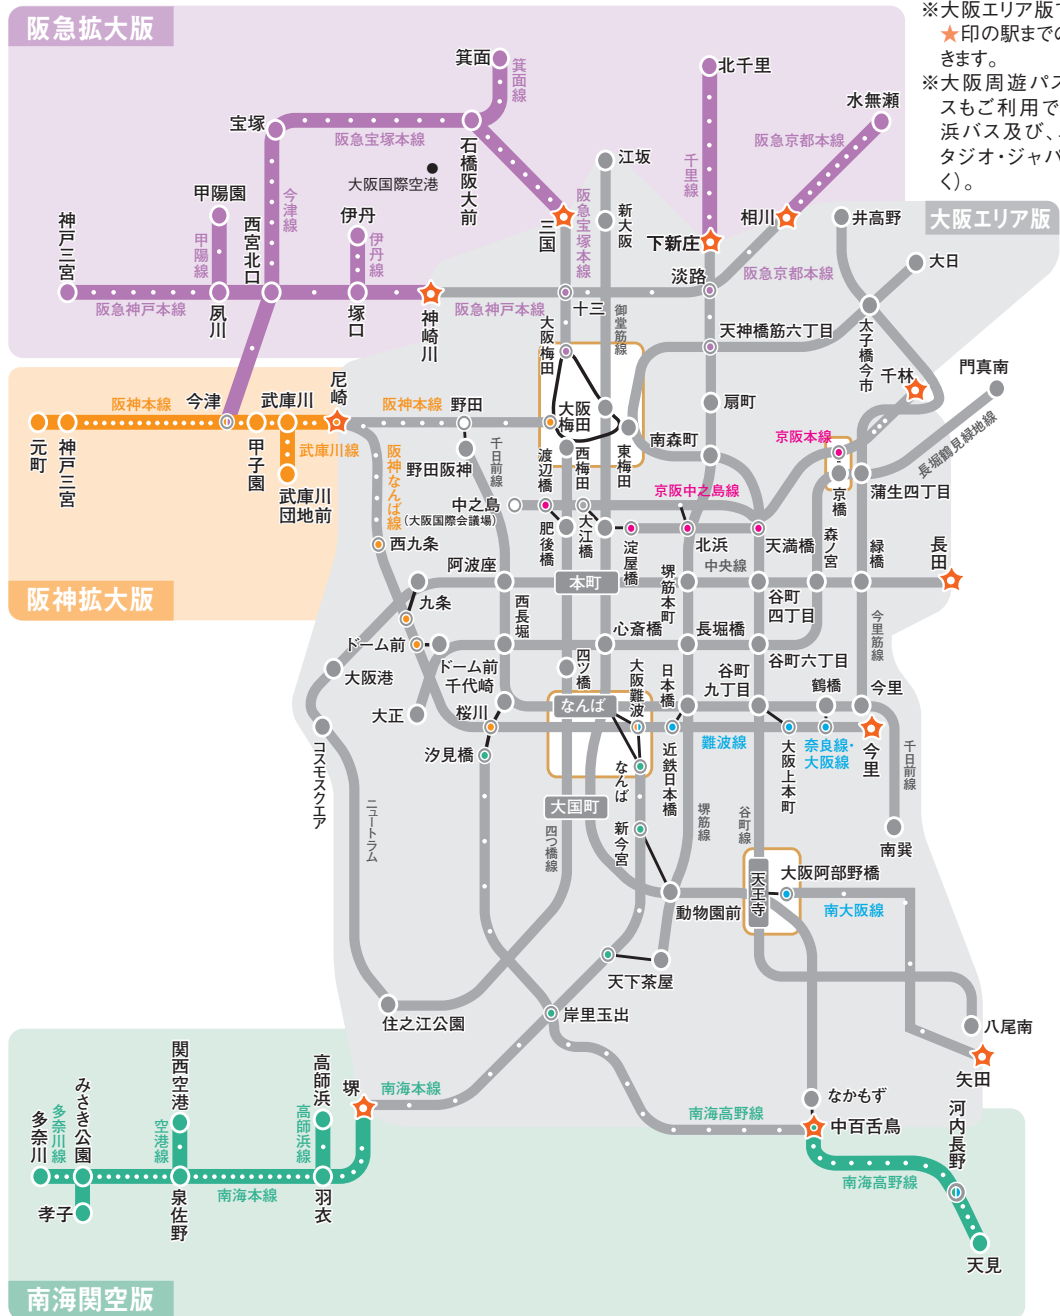 阪急拡大版
※大阪エリア版
★印の駅までの
きます。
※大阪周遊パス
スもご利用で
浜バス及び、
タジオ・ジャパ
く)。
大阪エリア版
箕面
箕面線
北千里
水無瀬
宝塚
阪急宝塚本線
石橋阪大前
大阪国際空港
江坂
千里線
阪急京都本線
神戸三宮
甲陽園
甲陽線
今津線
西宮北口
伊丹
伊丹線
三国
阪急宝塚本線
新大阪
下新庄
相川
井高野
大日
阪急神戸本線
夙川
塚口
神崎川
阪急神戸本線
十三
御堂筋線
淡路
阪急京都本線
天神橋筋六丁目
太子橋今市
千林
門真南
大阪梅田
尼崎
阪神本線
今津
武庫川
阪神本線
野田
大阪梅田
梅田
東梅田
西梅田
南森町
扇町
京阪本線
京橋
長堀鶴見緑地線
蒲生四丁目
元町
神戸三宮
甲子園
武庫川線
武庫川
団地前
阪神なんば線
千日前線
野田阪神
渡辺橋
中之島
(大阪国際会議場)
京阪中之島線
肥後橋
大江橋
淀屋橋
北浜
天満橋
森ノ宮
緑橋
長田
西九条
阿波座
本町
堺筋本町
中央線
谷町
四丁目
阪神拡大版
九条
西長堀
心斎橋
長堀橋
谷町六丁目
今里筋線
ドーム前
ドーム前
千代崎
大阪港
大正
四ツ橋
大阪難波
日本橋
谷町
九丁目
鶴橋
今里
桜川
なんば
難波線
奈良線・
大阪線
今里
千日前線
汐見橋
なんば
近鉄日本橋
大阪上本町
コスモスクエア
ニュートラム
大国町
四つ橋線
新今宮
堺筋線
谷町線
南巽
動物園前
天王寺
大阪阿部野橋
南大阪線
天下茶屋
住之江公園
岸里玉出
八尾南
矢田
関西空港
高師浜
堺
南海本線
なかもず
南海高野線
中百舌鳥
河内長野
多奈川
多奈川線
みさき公園
空港線
高師浜線
孝子
泉佐野
南海本線
羽衣
南海高野線
天見
南海関空版